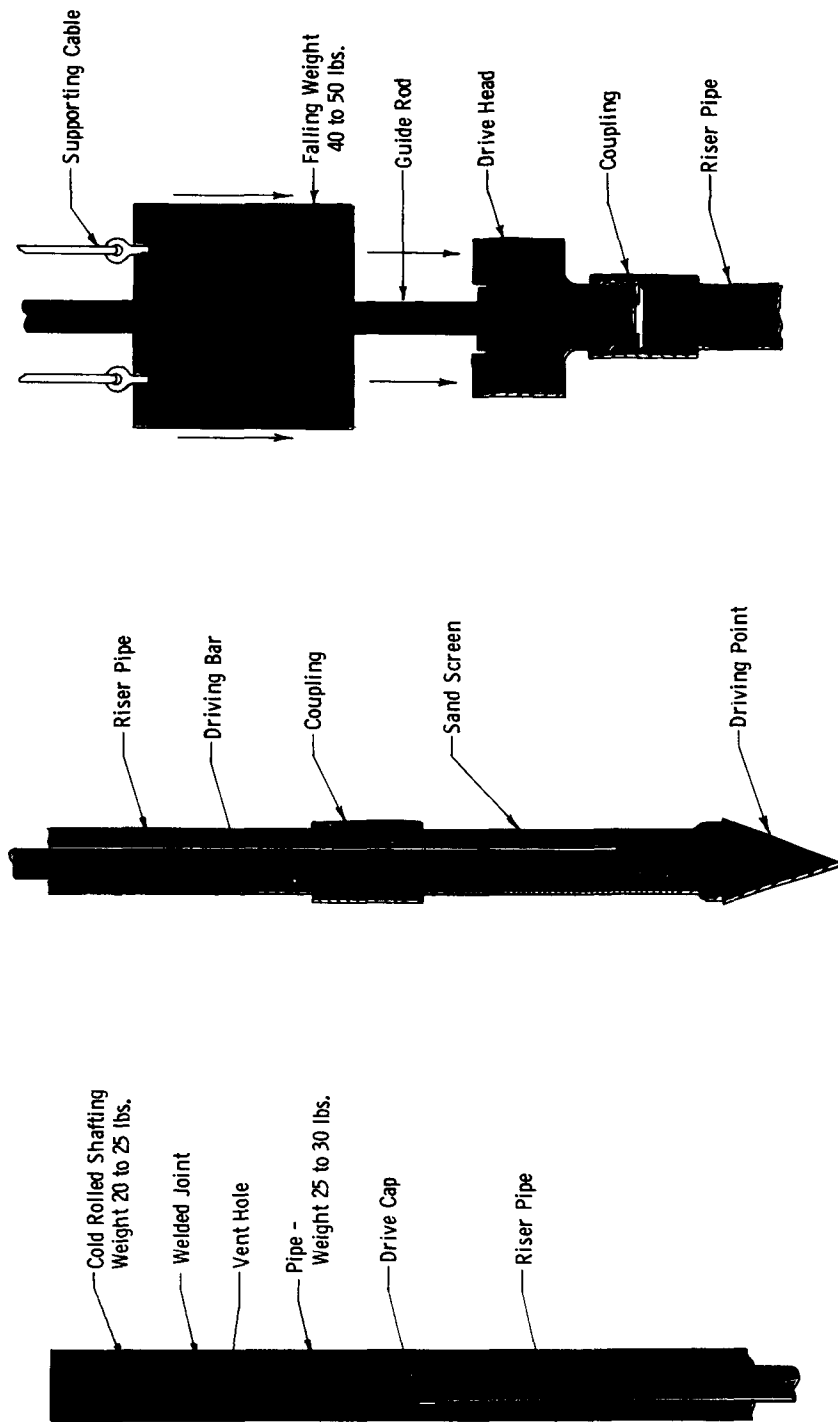 Cold Rolled Shafting
Weight 20 to 25 lbs.
Welded Joint
Vent Hole
Pipe -
Weight 25 to 30 lbs.
Drive Cap
Riser Pipe
Riser Pipe
Driving Bar
Coupling
Sand Screen
Driving Point
Supporting Cable
Falling Weight
40 to 50 lbs.
Guide Rod
Drive Head
Coupling
Riser Pipe